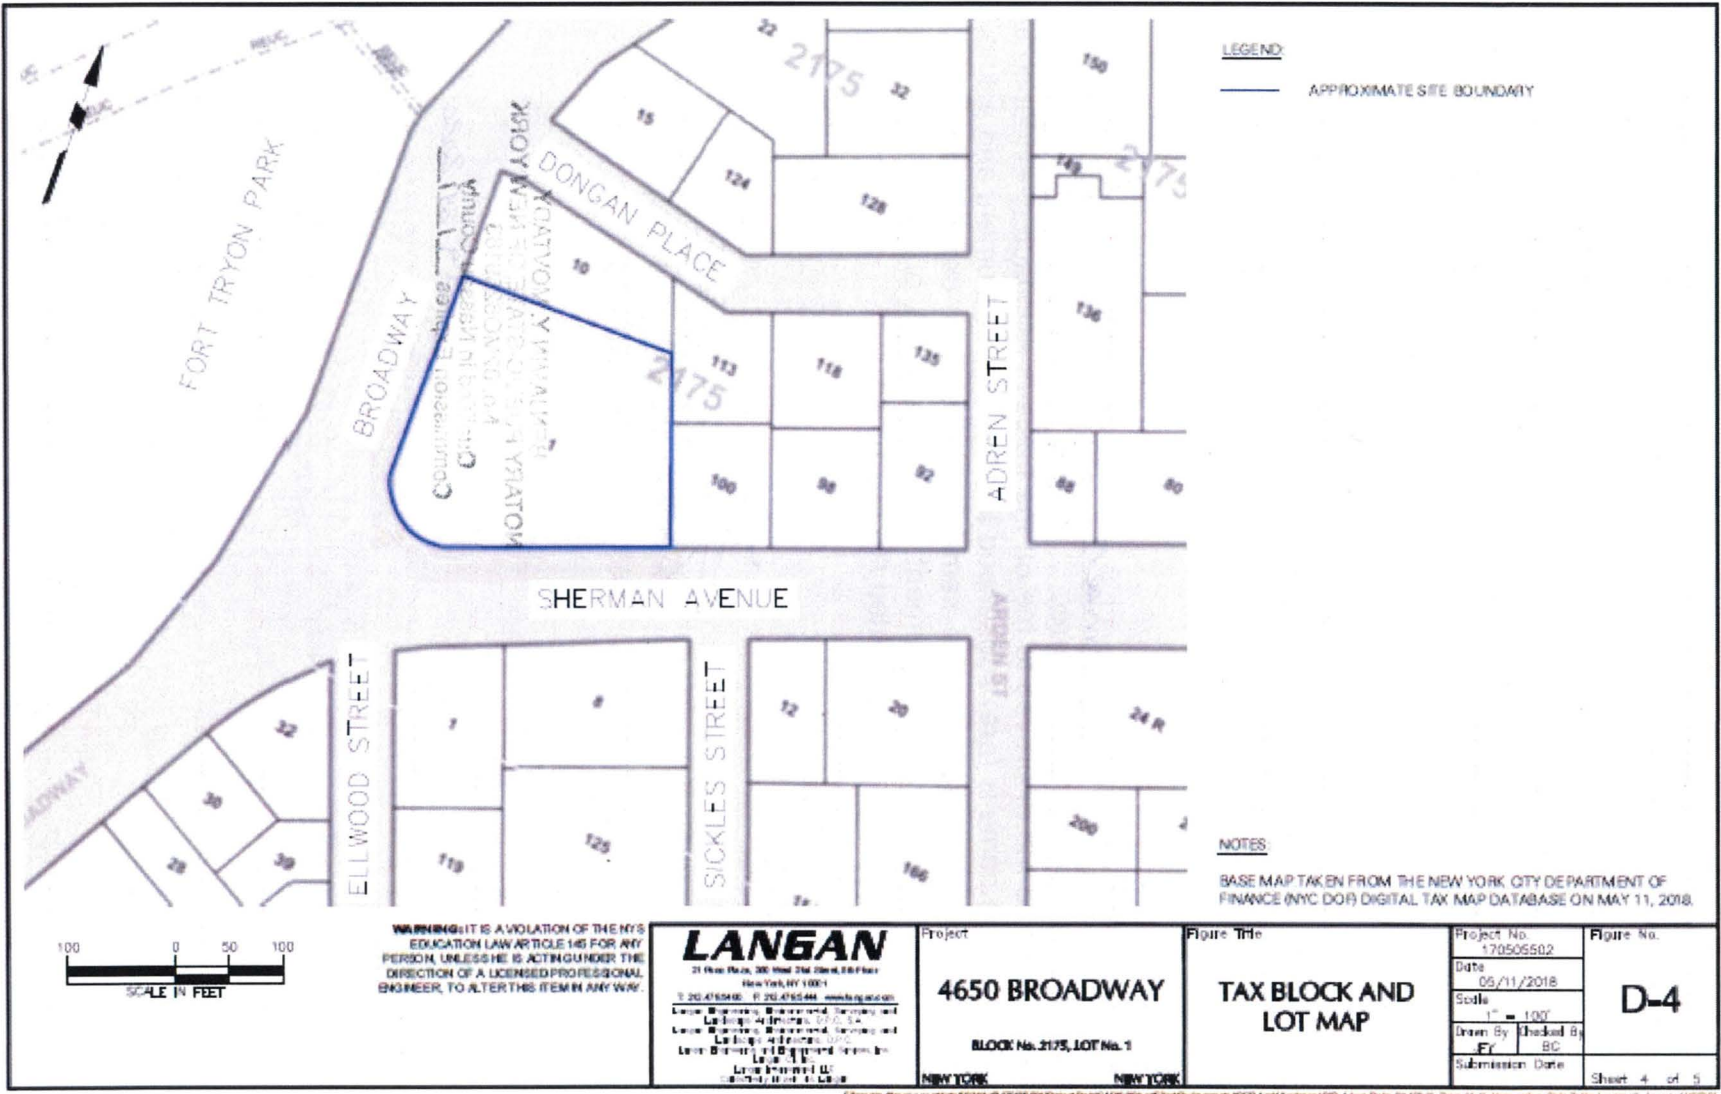 LEGEND:
APPROXIMATE SITE BOUNDARY
22
2175
32
150
15
124
128
149
2175
FORT TRYON PARK
DONGAN PLACE
10
BROADWAY
136
2175
113
118
135
ADREN STREET
1
100
98
92
88
80
SHERMAN AVENUE
ARDEN ST
ELLWOOD STREET
SICKLES STREET
32
1
8
12
20
24 R
30
28
39
119
125
166
200
ADWAY
NOTES:
BASE MAP TAKEN FROM THE NEW YORK CITY DEPARTMENT OF
FINANCE (NYC DOF) DIGITAL TAX MAP DATABASE ON MAY 11, 2018.
100 0 50 100
SCALE IN FEET
WARNING: IT IS A VIOLATION OF THE NYS
EDUCATION LAW ARTICLE 145 FOR ANY
PERSON, UNLESS HE IS ACTING UNDER THE
DIRECTION OF A LICENSED PROFESSIONAL
ENGINEER, TO ALTER THIS ITEM IN ANY WAY.
LANGAN
Project
4650 BROADWAY
BLOCK No. 2175, LOT No. 1
NEW YORK NEW YORK
Figure Title
TAX BLOCK AND
LOT MAP
Project No.
170505502
Date
05/11/2018
Scale
1" = 100'
Drawn By
FY
Checked By
BC
Submission Date
Figure No.
D-4
Sheet 4 of 5